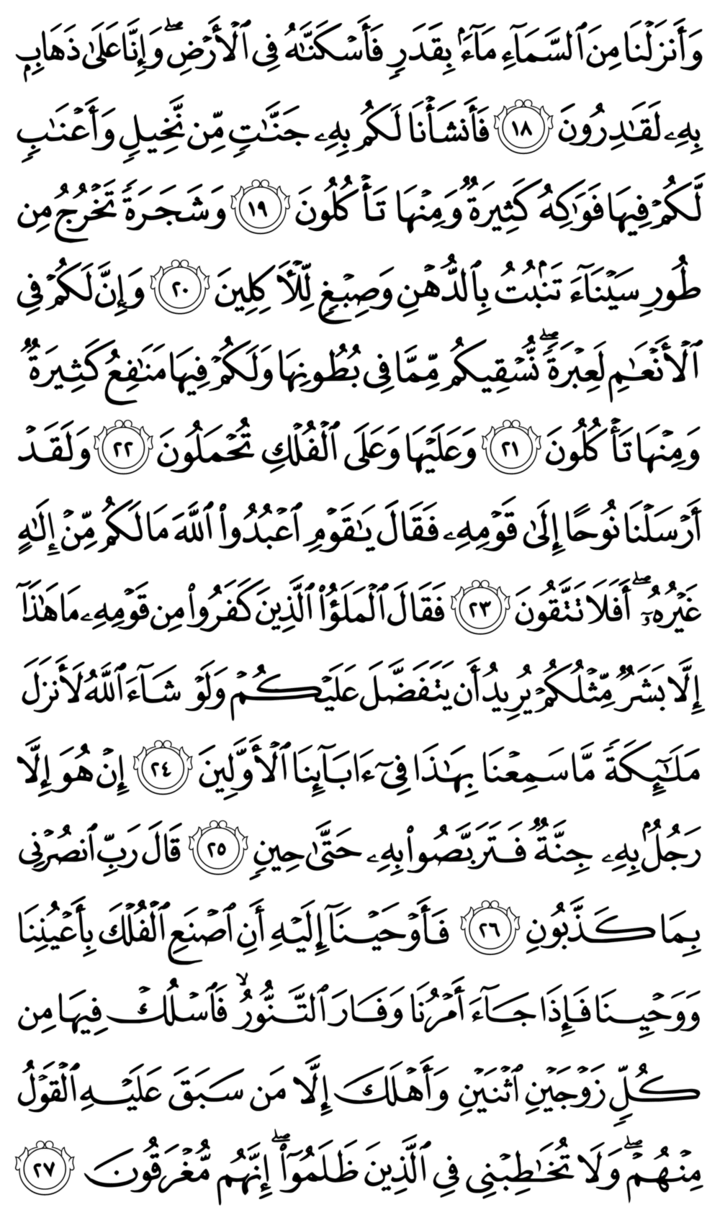 وَأَنزَلْنَا مِنَ ٱلسَّمَآءِ مَآءًۢ بِقَدَرٍ فَأَسْكَنَّٰهُ فِى ٱلْأَرْضِ ۖ وَإِنَّا عَلَىٰ ذَهَابٍۭ
بِهِۦ لَقَٰدِرُونَ ١٨ فَأَنشَأْنَا لَكُم بِهِۦ جَنَّٰتٍ مِّن نَّخِيلٍ وَأَعْنَٰبٍ
لَّكُمْ فِيهَا فَوَٰكِهُ كَثِيرَةٌ وَمِنْهَا تَأْكُلُونَ ١٩ وَشَجَرَةً تَخْرُجُ مِن
طُورِ سَيْنَآءَ تَنۢبُتُ بِٱلدُّهْنِ وَصِبْغٍ لِّلْـَٔاكِلِينَ ٢٠ وَإِنَّ لَكُمْ فِى
ٱلْأَنْعَٰمِ لَعِبْرَةً ۖ نُّسْقِيكُم مِّمَّا فِى بُطُونِهَا وَلَكُمْ فِيهَا مَنَٰفِعُ كَثِيرَةٌ
وَمِنْهَا تَأْكُلُونَ ٢١ وَعَلَيْهَا وَعَلَى ٱلْفُلْكِ تُحْمَلُونَ ٢٢ وَلَقَدْ
أَرْسَلْنَا نُوحًا إِلَىٰ قَوْمِهِۦ فَقَالَ يَٰقَوْمِ ٱعْبُدُوا۟ ٱللَّهَ مَا لَكُم مِّنْ إِلَٰهٍ
غَيْرُهُۥٓ ۖ أَفَلَا تَتَّقُونَ ٢٣ فَقَالَ ٱلْمَلَؤُا۟ ٱلَّذِينَ كَفَرُوا۟ مِن قَوْمِهِۦ مَا هَٰذَآ
إِلَّا بَشَرٌ مِّثْلُكُمْ يُرِيدُ أَن يَتَفَضَّلَ عَلَيْكُمْ وَلَوْ شَآءَ ٱللَّهُ لَأَنزَلَ
مَلَٰٓئِكَةً مَّا سَمِعْنَا بِهَٰذَا فِىٓ ءَابَآئِنَا ٱلْأَوَّلِينَ ٢٤ إِنْ هُوَ إِلَّا
رَجُلٌۢ بِهِۦ جِنَّةٌ فَتَرَبَّصُوا۟ بِهِۦ حَتَّىٰ حِينٍ ٢٥ قَالَ رَبِّ ٱنصُرْنِى
بِمَا كَذَّبُونِ ٢٦ فَأَوْحَيْنَآ إِلَيْهِ أَنِ ٱصْنَعِ ٱلْفُلْكَ بِأَعْيُنِنَا
وَوَحْيِنَا فَإِذَا جَآءَ أَمْرُنَا وَفَارَ ٱلتَّنُّورُ ۙ فَٱسْلُكْ فِيهَا مِن
كُلٍّ زَوْجَيْنِ ٱثْنَيْنِ وَأَهْلَكَ إِلَّا مَن سَبَقَ عَلَيْهِ ٱلْقَوْلُ
مِنْهُمْ ۖ وَلَا تُخَٰطِبْنِى فِى ٱلَّذِينَ ظَلَمُوٓا۟ ۖ إِنَّهُم مُّغْرَقُونَ ٢٧